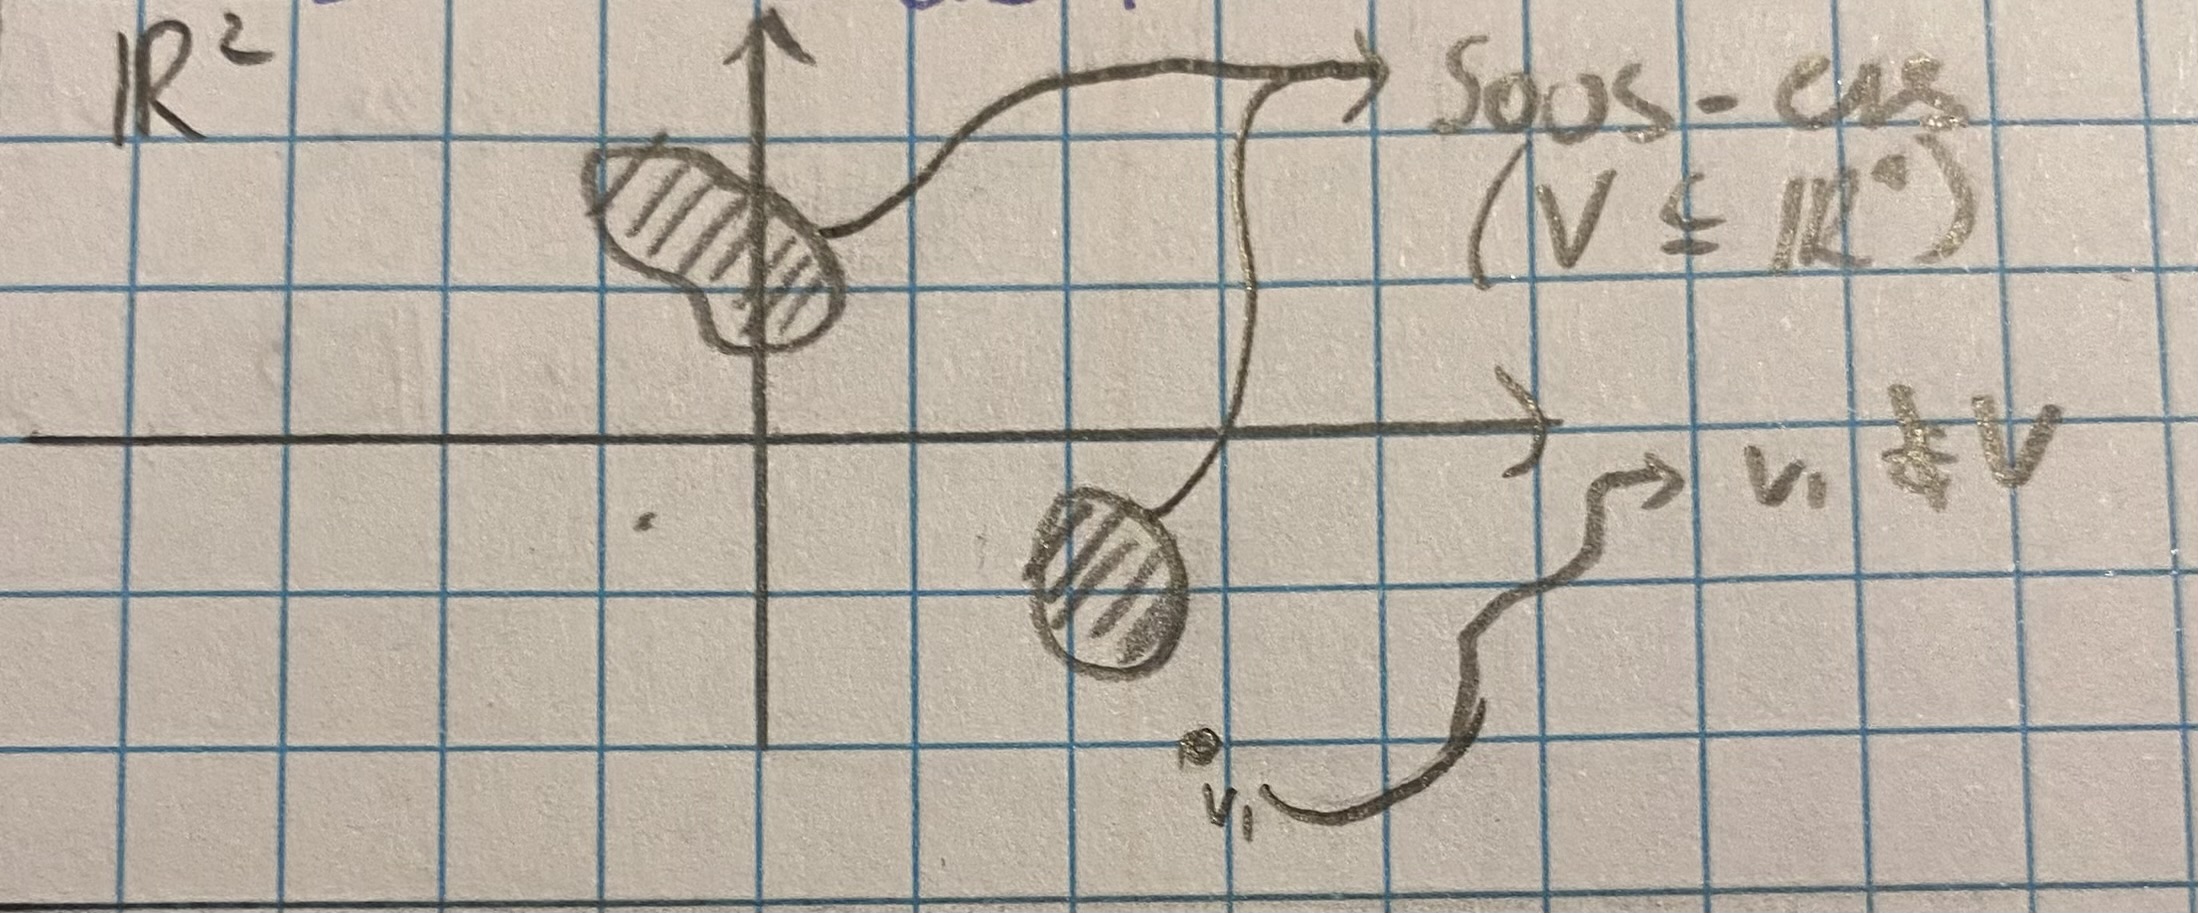 ℝ²
Sous-ens
(V ⊆ ℝ²)
v₁ ∉ V
v₁